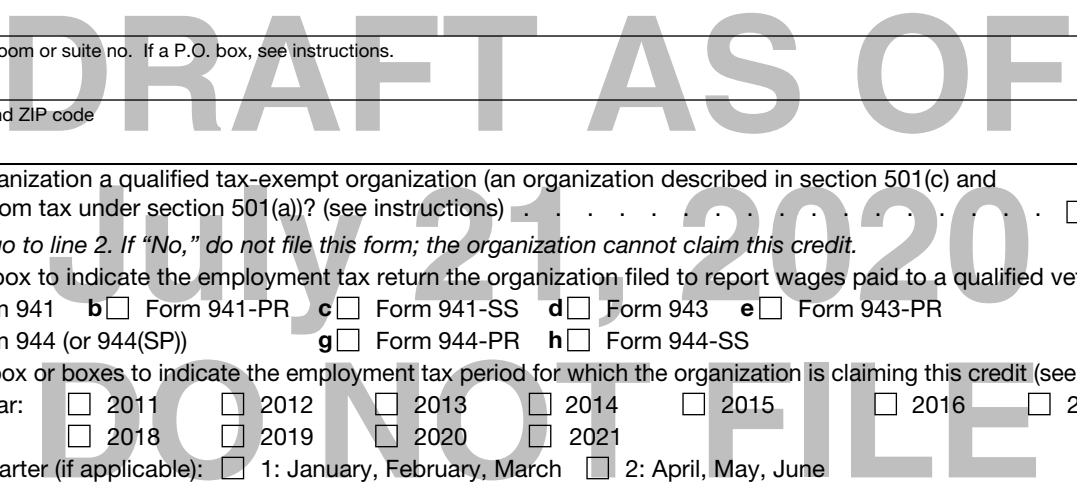 DRAFT AS OF
oom or suite no. If a P.O. box, see instructions.
nd ZIP code
July 21, 2020
anization a qualified tax-exempt organization (an organization described in section 501(c) and
om tax under section 501(a))? (see instructions) . . . . . . . . . . . . . . . . . .
go to line 2. If “No,” do not file this form; the organization cannot claim this credit.
box to indicate the employment tax return the organization filed to report wages paid to a qualified vet
m 941 b Form 941-PR c Form 941-SS d Form 943 e Form 943-PR
m 944 (or 944(SP)) g Form 944-PR h Form 944-SS
DO NOT FILE
box or boxes to indicate the employment tax period for which the organization is claiming this credit (see
ar: 2011 2012 2013 2014 2015 2016 2
2018 2019 2020 2021
arter (if applicable): 1: January, February, March 2: April, May, June